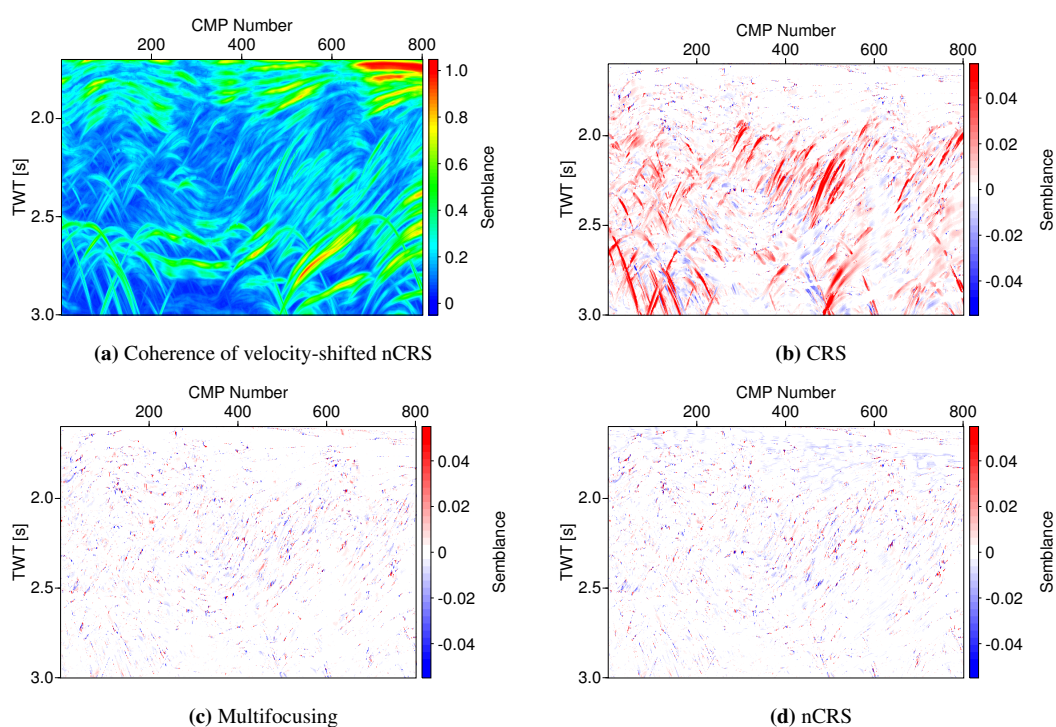 CMP Number
200 400 600 800
2.0
2.5
3.0
TWT [s]
1.0
0.8
0.6
0.4
0.2
0
Semblance
(a) Coherence of velocity-shifted nCRS
CMP Number
200 400 600 800
2.0
2.5
3.0
TWT [s]
0.04
0.02
0
-0.02
-0.04
Semblance
(b) CRS
CMP Number
200 400 600 800
2.0
2.5
3.0
TWT [s]
0.04
0.02
0
-0.02
-0.04
Semblance
(c) Multifocusing
CMP Number
200 400 600 800
2.0
2.5
3.0
TWT [s]
0.04
0.02
0
-0.02
-0.04
Semblance
(d) nCRS